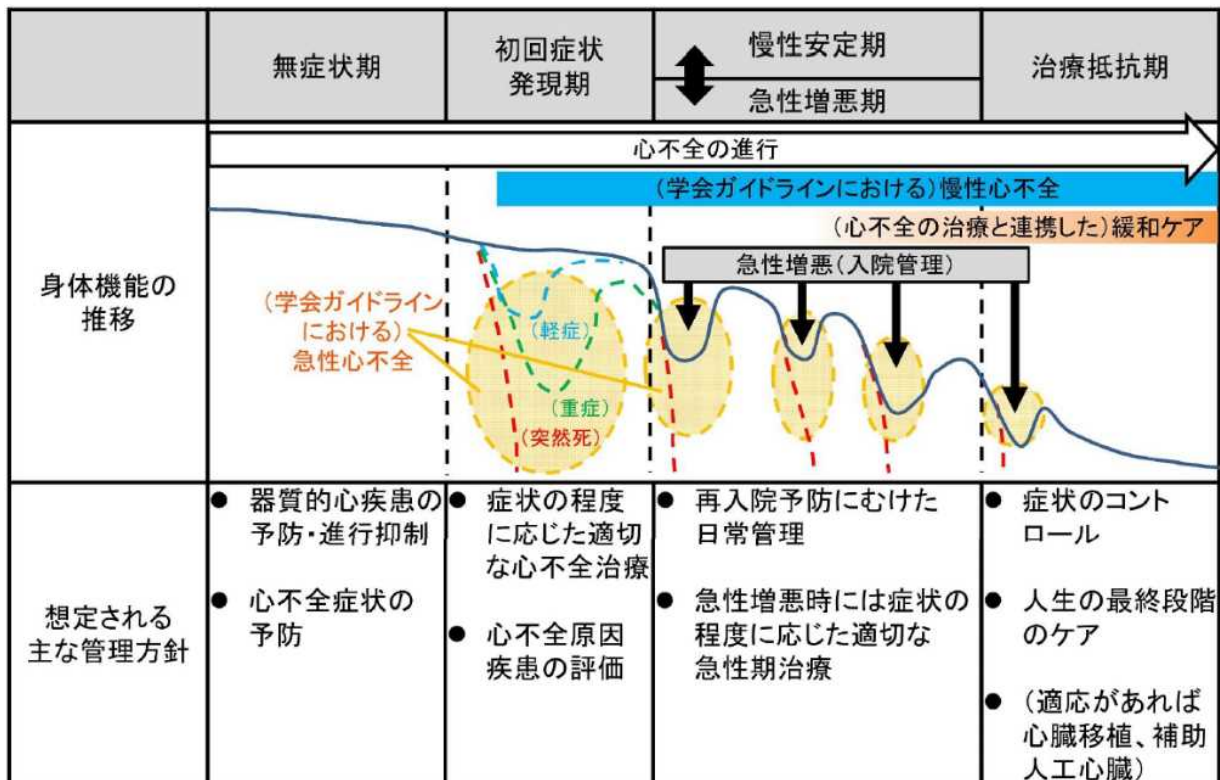 無症状期
初回症状
発現期
慢性安定期
急性増悪期
治療抵抗期
身体機能の
推移
心不全の進行
(学会ガイドラインにおける)慢性心不全
(心不全の治療と連携した)緩和ケア
急性増悪(入院管理)
(学会ガイドライン
における)
急性心不全
(軽症)
(重症)
(突然死)
想定される
主な管理方針
● 器質的心疾患の
予防・進行抑制
● 心不全症状の
予防
● 症状の程度
に応じた適切
な心不全治療
● 心不全原因
疾患の評価
● 再入院予防にむけた
日常管理
● 急性増悪時には症状の
程度に応じた適切な
急性期治療
● 症状のコント
ロール
● 人生の最終段階
のケア
● (適応があれば
心臓移植、補助
人工心臓)